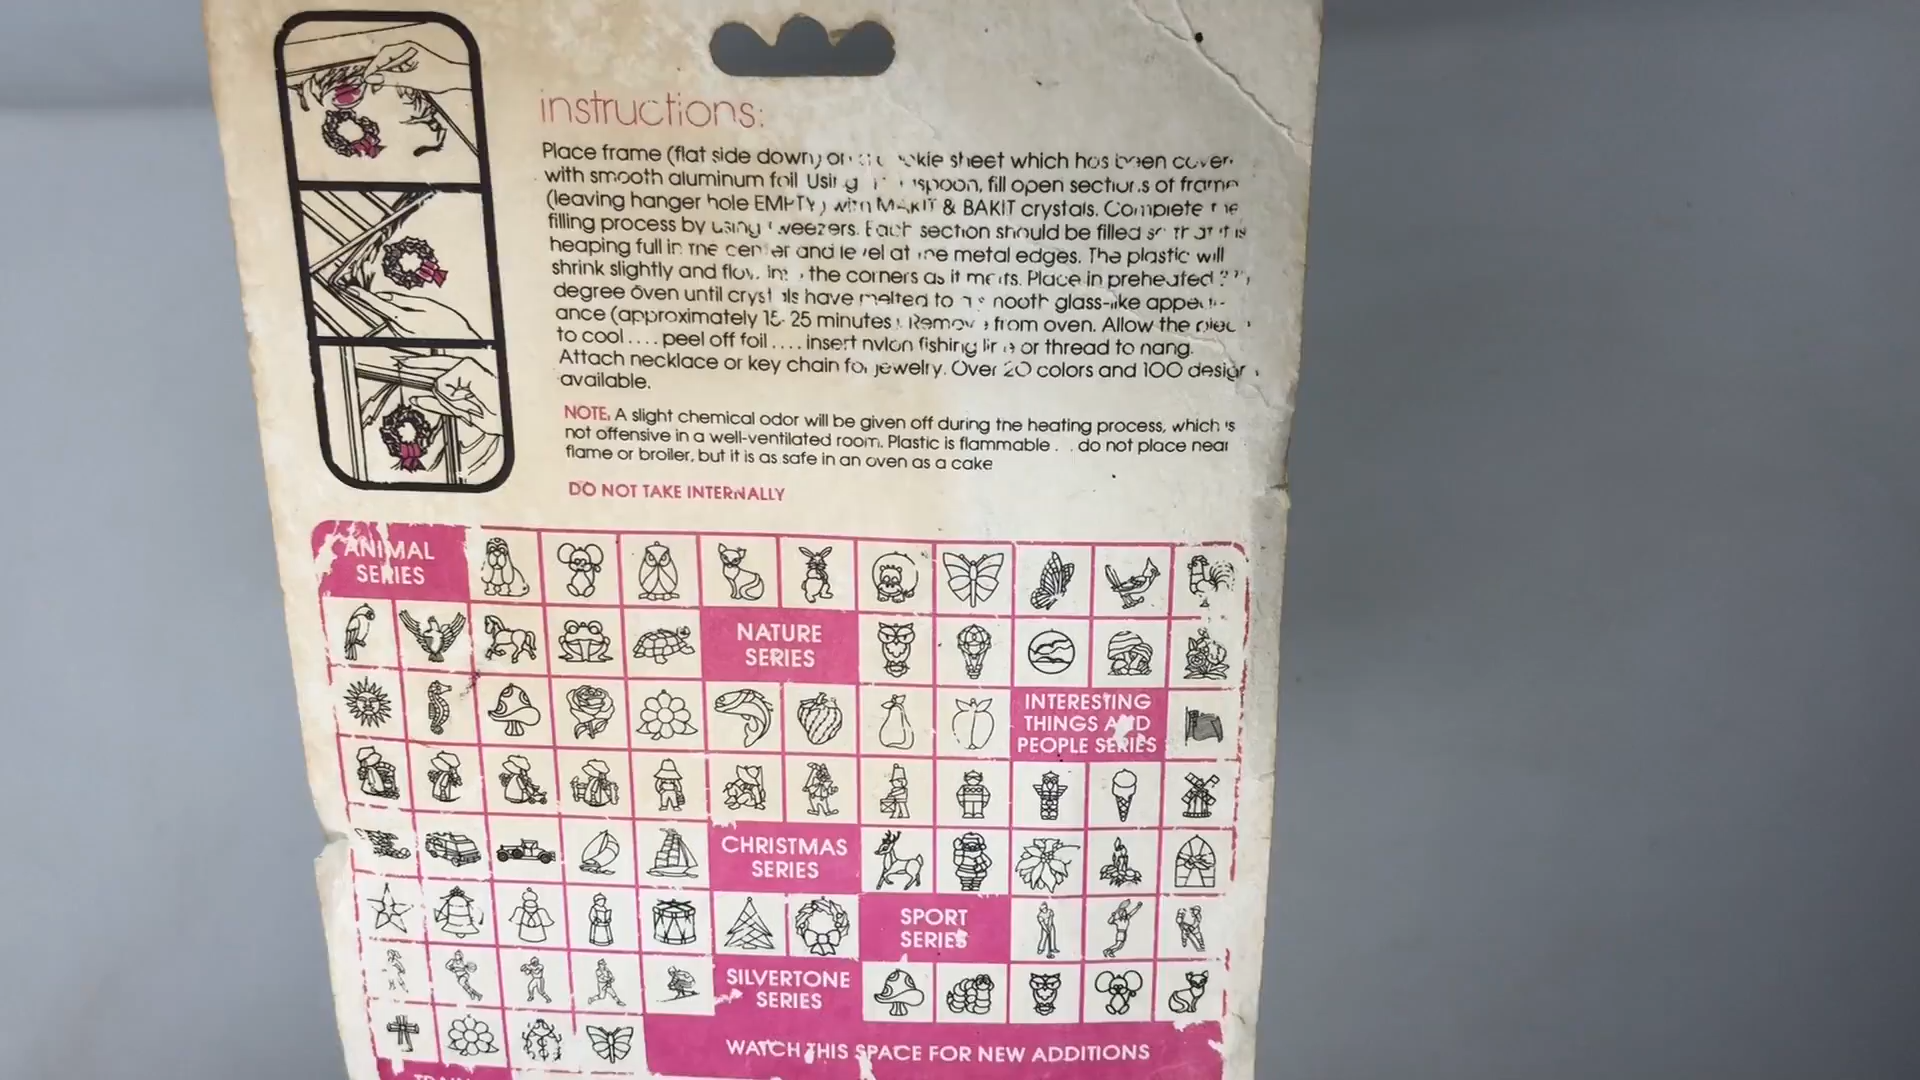 instructions:
Place frame (flat side down) on a cookie sheet which has been cover-
with smooth aluminum foil Using spoon, fill open sections of frame
(leaving hanger hole EMPTY) with MAKIT & BAKIT crystals. Complete the
filling process by using tweezers. Each section should be filled so that it is
heaping full in the center and level at the metal edges. The plastic will
shrink slightly and flow into the corners as it melts. Place in preheated
degree oven until crystals have melted to a smooth glass-like appear-
ance (approximately 15-25 minutes). Remove from oven. Allow the piece
to cool.... peel off foil.... insert nylon fishing line or thread to hang.
Attach necklace or key chain for jewelry. Over 20 colors and 100 designs
available.
NOTE. A slight chemical odor will be given off during the heating process, which is
not offensive in a well-ventilated room. Plastic is flammable... do not place near
flame or broiler, but it is as safe in an oven as a cake
DO NOT TAKE INTERNALLY
ANIMAL
SERIES
NATURE
SERIES
INTERESTING
THINGS AND
PEOPLE SERIES
CHRISTMAS
SERIES
SPORT
SERIES
SILVERTONE
SERIES
WATCH THIS SPACE FOR NEW ADDITIONS